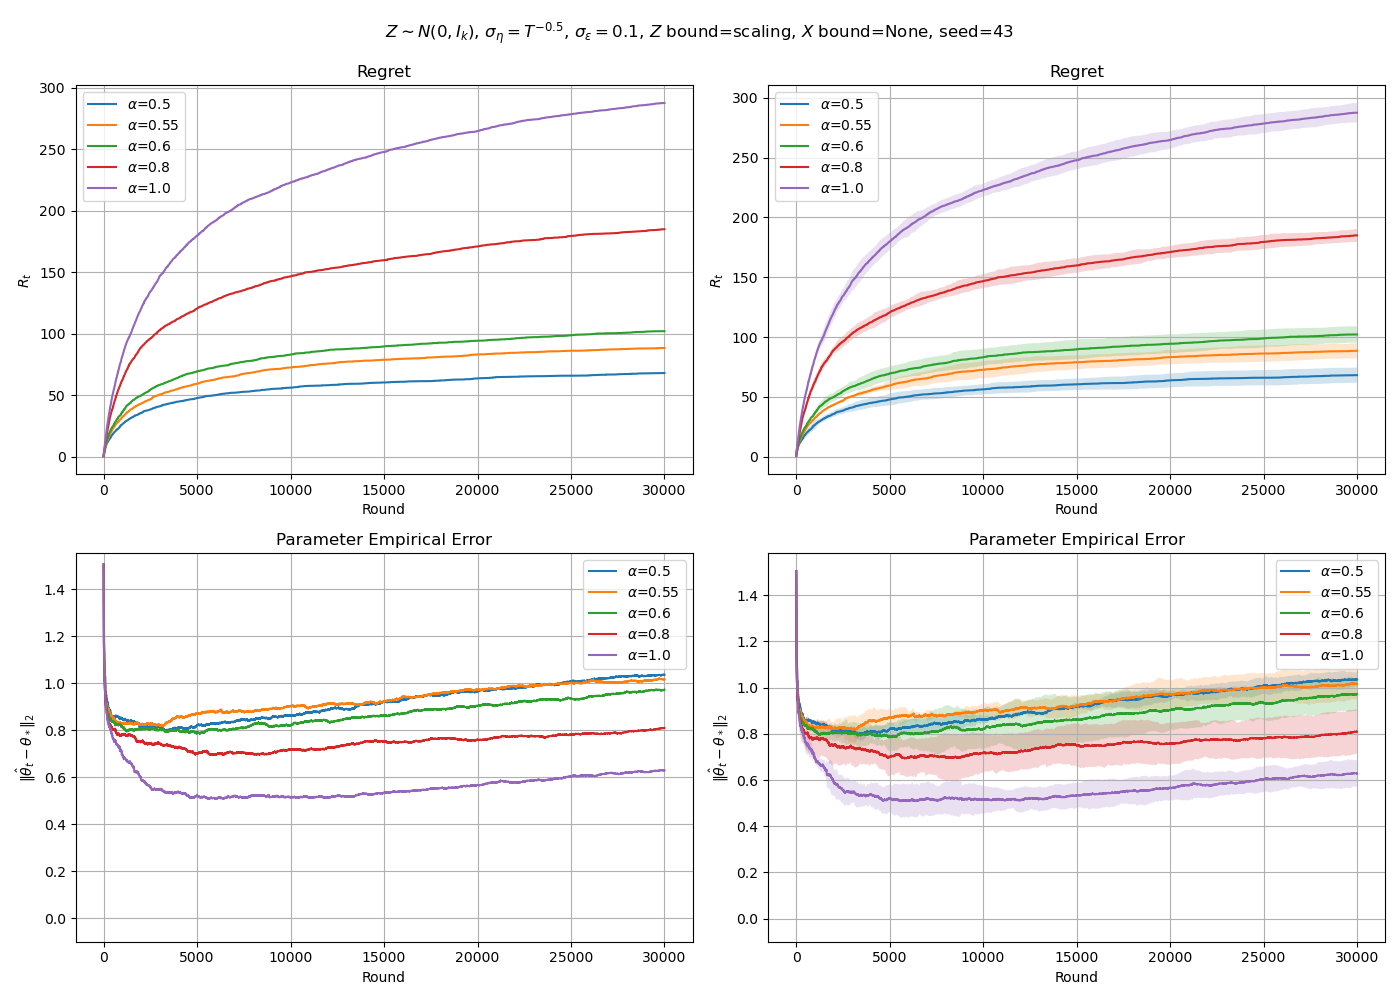 Z ∼ N(0, I_k), σ_η = T^{−0.5}, σ_ε = 0.1, Z bound=scaling, X bound=None, seed=43
Regret
300
250
200
150
100
50
0
R_t
α=0.5
α=0.55
α=0.6
α=0.8
α=1.0
0 5000 10000 15000 20000 25000 30000
Round
Regret
300
250
200
150
100
50
0
R_t
α=0.5
α=0.55
α=0.6
α=0.8
α=1.0
0 5000 10000 15000 20000 25000 30000
Round
Parameter Empirical Error
1.4
1.2
1.0
0.8
0.6
0.4
0.2
0.0
‖θ̂_t − θ*‖₂
α=0.5
α=0.55
α=0.6
α=0.8
α=1.0
0 5000 10000 15000 20000 25000 30000
Round
Parameter Empirical Error
1.4
1.2
1.0
0.8
0.6
0.4
0.2
0.0
‖θ̂_t − θ*‖₂
α=0.5
α=0.55
α=0.6
α=0.8
α=1.0
0 5000 10000 15000 20000 25000 30000
Round